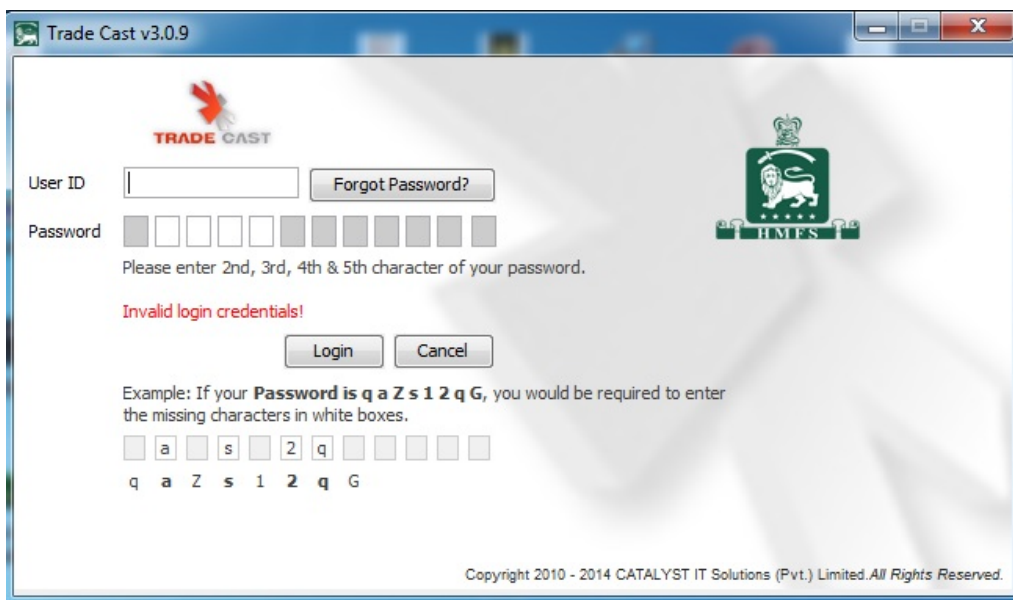 Trade Cast v3.0.9
TRADE CAST
User ID
Forgot Password?
HMFS
Password
Please enter 2nd, 3rd, 4th & 5th character of your password.
Invalid login credentials!
Login Cancel
Example: If your Password is q a Z s 1 2 q G, you would be required to enter
the missing characters in white boxes.
a s 2 q
q a Z s 1 2 q G
Copyright 2010 - 2014 CATALYST IT Solutions (Pvt.) Limited.All Rights Reserved.